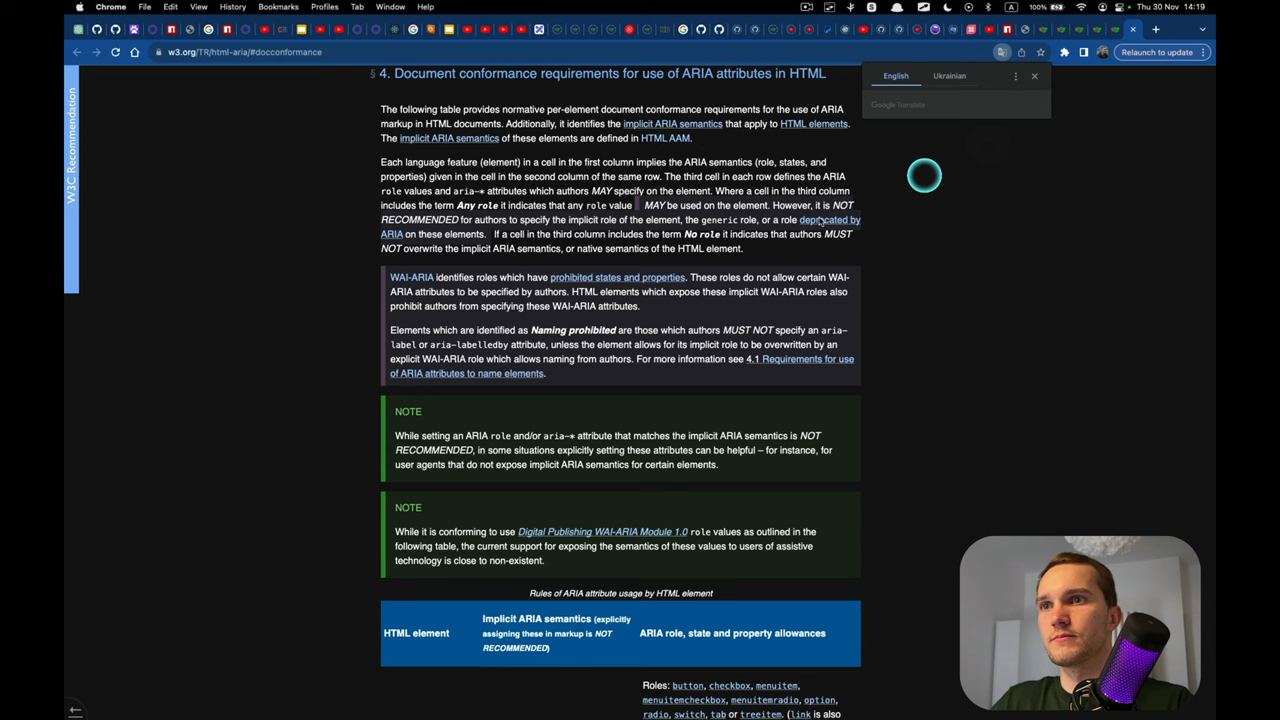 Chrome File Edit View History Bookmarks Profiles Tab Window Help
100% Thu 30 Nov 14:19
w3.org/TR/html-aria/#docconformance
Relaunch to update
English Ukrainian
Google Translate
W3C Recommendation
§ 4. Document conformance requirements for use of ARIA attributes in HTML
The following table provides normative per-element document conformance requirements for the use of ARIA
markup in HTML documents. Additionally, it identifies the implicit ARIA semantics that apply to HTML elements.
The implicit ARIA semantics of these elements are defined in HTML AAM.
Each language feature (element) in a cell in the first column implies the ARIA semantics (role, states, and
properties) given in the cell in the second column of the same row. The third cell in each row defines the ARIA
role values and aria-* attributes which authors MAY specify on the element. Where a cell in the third column
includes the term Any role it indicates that any role value MAY be used on the element. However, it is NOT
RECOMMENDED for authors to specify the implicit role of the element, the generic role, or a role deprecated by
ARIA on these elements. If a cell in the third column includes the term No role it indicates that authors MUST
NOT overwrite the implicit ARIA semantics, or native semantics of the HTML element.
WAI-ARIA identifies roles which have prohibited states and properties. These roles do not allow certain WAI-
ARIA attributes to be specified by authors. HTML elements which expose these implicit WAI-ARIA roles also
prohibit authors from specifying these WAI-ARIA attributes.
Elements which are identified as Naming prohibited are those which authors MUST NOT specify an aria-
label or aria-labelledby attribute, unless the element allows for its implicit role to be overwritten by an
explicit WAI-ARIA role which allows naming from authors. For more information see 4.1 Requirements for use
of ARIA attributes to name elements.
NOTE
While setting an ARIA role and/or aria-* attribute that matches the implicit ARIA semantics is NOT
RECOMMENDED, in some situations explicitly setting these attributes can be helpful – for instance, for
user agents that do not expose implicit ARIA semantics for certain elements.
NOTE
While it is conforming to use Digital Publishing WAI-ARIA Module 1.0 role values as outlined in the
following table, the current support for exposing the semantics of these values to users of assistive
technology is close to non-existent.
Rules of ARIA attribute usage by HTML element
HTML element
Implicit ARIA semantics (explicitly
assigning these in markup is NOT
RECOMMENDED)
ARIA role, state and property allowances
Roles: button, checkbox, menuitem,
menuitemcheckbox, menuitemradio, option,
radio, switch, tab or treeitem. (link is also